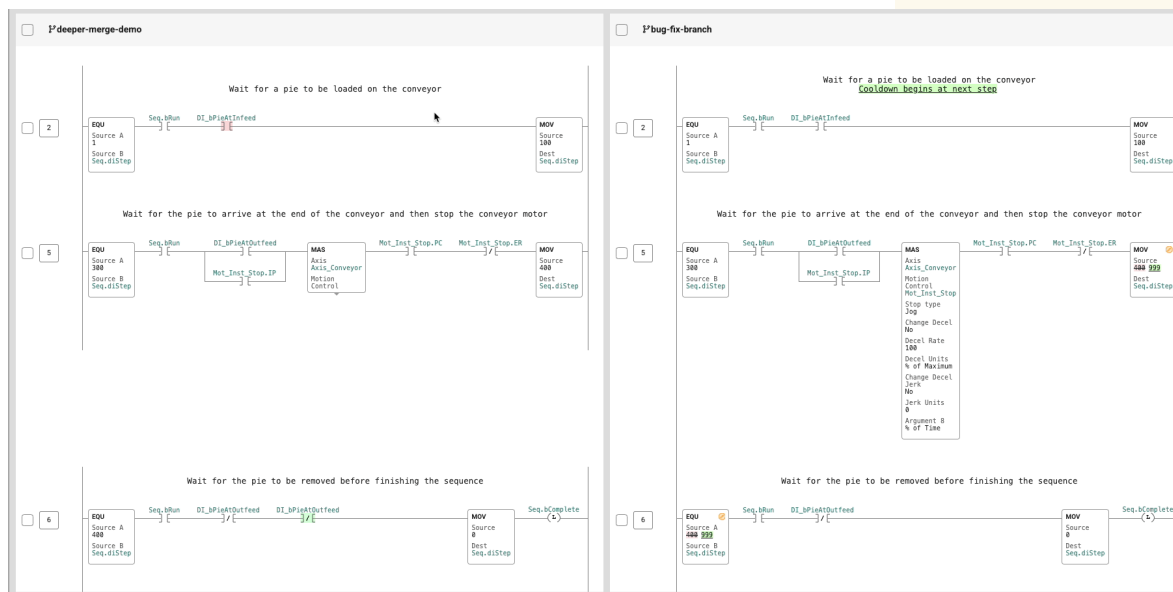 deeper-merge-demo
Wait for a pie to be loaded on the conveyor
2
EQU
Source A
1
Source B
Seq.diStep
Seq.bRun
DI_bPieAtInfeed
MOV
Source
100
Dest
Seq.diStep
Wait for the pie to arrive at the end of the conveyor and then stop the conveyor motor
5
EQU
Source A
300
Source B
Seq.diStep
Seq.bRun
DI_bPieAtOutfeed
Mot_Inst_Stop.IP
MAS
Axis
Axis_Conveyor
Motion
Control
Mot_Inst_Stop.PC
Mot_Inst_Stop.ER
MOV
Source
400
Dest
Seq.diStep
Wait for the pie to be removed before finishing the sequence
6
EQU
Source A
400
Source B
Seq.diStep
Seq.bRun
DI_bPieAtOutfeed
DI_bPieAtOutfeed
MOV
Source
0
Dest
Seq.diStep
Seq.bComplete
L
bug-fix-branch
Wait for a pie to be loaded on the conveyor
Cooldown begins at next step
2
EQU
Source A
1
Source B
Seq.diStep
Seq.bRun
DI_bPieAtInfeed
MOV
Source
100
Dest
Seq.diStep
Wait for the pie to arrive at the end of the conveyor and then stop the conveyor motor
5
EQU
Source A
300
Source B
Seq.diStep
Seq.bRun
DI_bPieAtOutfeed
Mot_Inst_Stop.IP
MAS
Axis
Axis_Conveyor
Motion
Control
Mot_Inst_Stop
Stop type
Jog
Change Decel
No
Decel Rate
100
Decel Units
% of Maximum
Change Decel
Jerk
No
Jerk Units
0
Argument 8
% of Time
Mot_Inst_Stop.PC
Mot_Inst_Stop.ER
MOV
Source
400 999
Dest
Seq.diStep
Wait for the pie to be removed before finishing the sequence
6
EQU
Source A
400 999
Source B
Seq.diStep
Seq.bRun
DI_bPieAtOutfeed
MOV
Source
0
Dest
Seq.diStep
Seq.bComplete
L